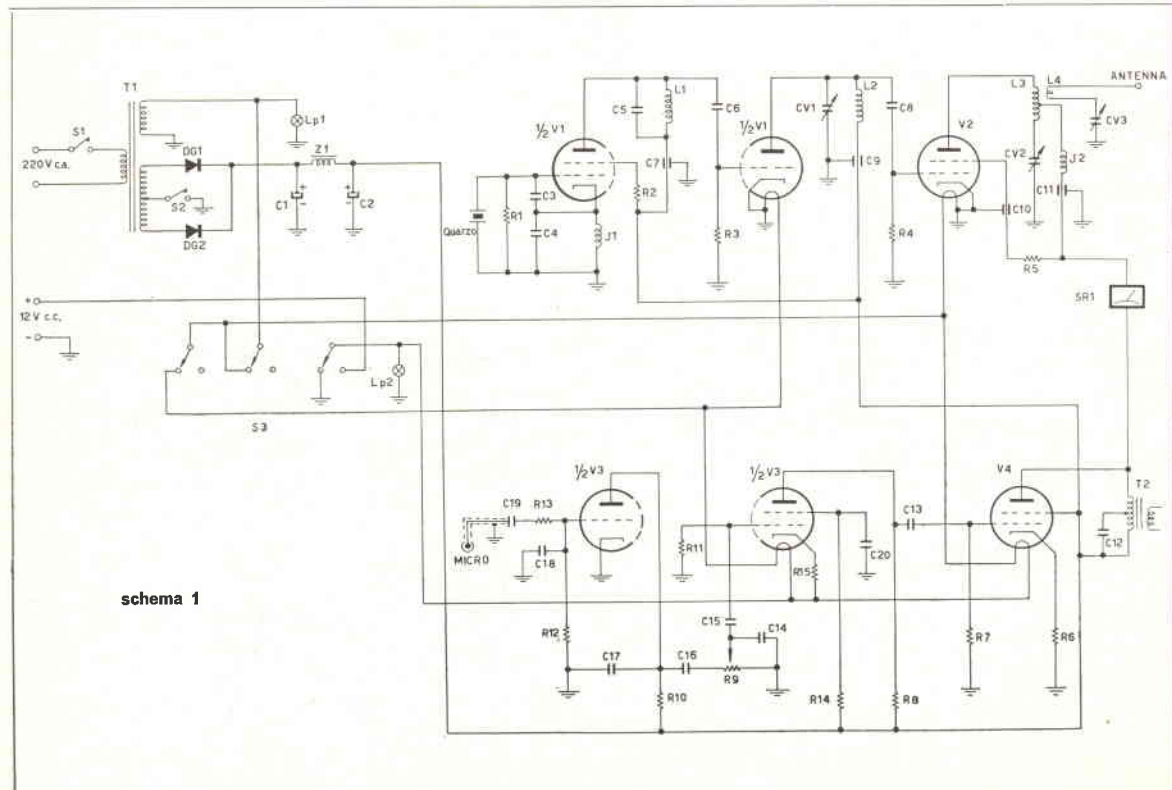 T1
S1
220 V c.a.
DG1
S2
DG2
Lp1
Z1
C1
C2
+
12 V c.c.
-
S3
Lp2
Quarzo
R1
C3
C4
½ V1
J1
C5
L1
C7
R2
C6
R3
½ V1
CV1
L2
C9
C8
R4
V2
L3
L4
ANTENNA
CV3
CV2
J2
C11
C10
R5
SR1
MICRO
C19
R13
C18
R12
½ V3
C17
C16
R10
R9
C14
C15
R11
½ V3
R15
C20
R14
R8
C13
R7
V4
R6
C12
T2
schema 1